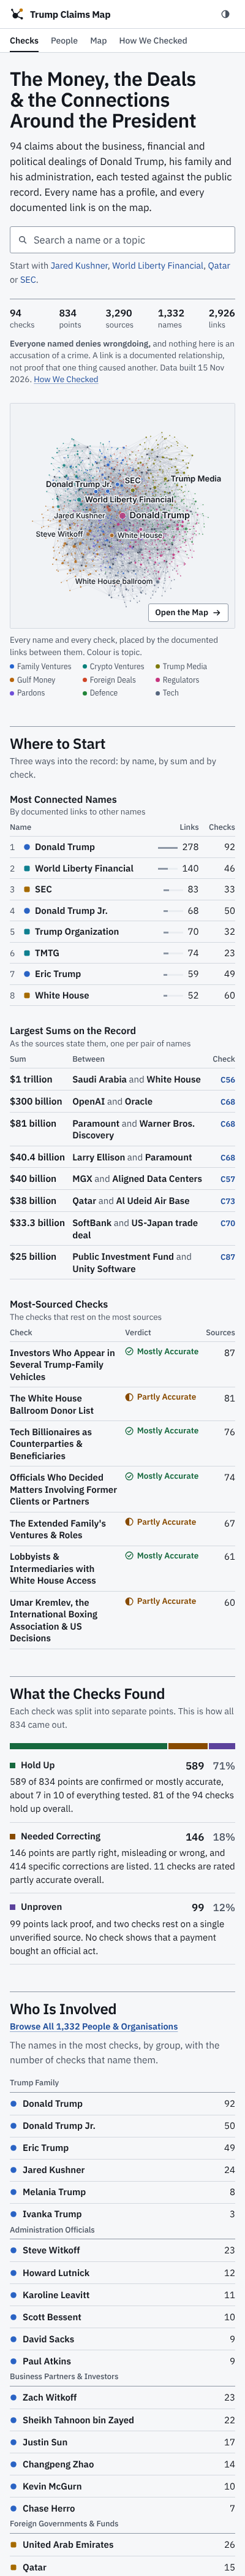 Trump Claims Map
Checks People Map How We Checked
The Money, the Deals
& the Connections
Around the President
94 claims about the business, financial and
political dealings of Donald Trump, his family and
his administration, each tested against the public
record. Every name has a profile, and every
documented link is on the map.
Search a name or a topic
Start with Jared Kushner, World Liberty Financial, Qatar
or SEC.
94 834 3,290 1,332 2,926
checks points sources names links
Everyone named denies wrongdoing, and nothing here is an
accusation of a crime. A link is a documented relationship,
not proof that one thing caused another. Data built 15 Nov
2026. How We Checked
SEC
Trump Media
Donald Trump Jr.
World Liberty Financial
Jared Kushner
Donald Trump
Steve Witkoff
White House
White House ballroom
Open the Map →
Every name and every check, placed by the documented
links between them. Colour is topic.
Family Ventures Crypto Ventures Trump Media
Gulf Money Foreign Deals Regulators
Pardons Defence Tech
Where to Start
Three ways into the record: by name, by sum and by
check.
Most Connected Names
By documented links to other names
Name Links Checks
1 Donald Trump 278 92
2 World Liberty Financial 140 46
3 SEC 83 33
4 Donald Trump Jr. 68 50
5 Trump Organization 70 32
6 TMTG 74 23
7 Eric Trump 59 49
8 White House 52 60
Largest Sums on the Record
As the sources state them, one per pair of names
Sum Between Check
$1 trillion Saudi Arabia and White House C56
$300 billion OpenAI and Oracle C68
$81 billion Paramount and Warner Bros. C68
Discovery
$40.4 billion Larry Ellison and Paramount C68
$40 billion MGX and Aligned Data Centers C57
$38 billion Qatar and Al Udeid Air Base C73
$33.3 billion SoftBank and US-Japan trade C70
deal
$25 billion Public Investment Fund and C87
Unity Software
Most-Sourced Checks
The checks that rest on the most sources
Check Verdict Sources
Investors Who Appear in Mostly Accurate 87
Several Trump-Family
Vehicles
The White House Partly Accurate 81
Ballroom Donor List
Tech Billionaires as Mostly Accurate 76
Counterparties &
Beneficiaries
Officials Who Decided Mostly Accurate 74
Matters Involving Former
Clients or Partners
The Extended Family's Partly Accurate 67
Ventures & Roles
Lobbyists & Mostly Accurate 61
Intermediaries with
White House Access
Umar Kremlev, the Partly Accurate 60
International Boxing
Association & US
Decisions
What the Checks Found
Each check was split into separate points. This is how all
834 came out.
Hold Up 589 71%
589 of 834 points are confirmed or mostly accurate,
about 7 in 10 of everything tested. 81 of the 94 checks
hold up overall.
Needed Correcting 146 18%
146 points are partly right, misleading or wrong, and
414 specific corrections are listed. 11 checks are rated
partly accurate overall.
Unproven 99 12%
99 points lack proof, and two checks rest on a single
unverified source. No check shows that a payment
bought an official act.
Who Is Involved
Browse All 1,332 People & Organisations
The names in the most checks, by group, with the
number of checks that name them.
Trump Family
Donald Trump 92
Donald Trump Jr. 50
Eric Trump 49
Jared Kushner 24
Melania Trump 8
Ivanka Trump 3
Administration Officials
Steve Witkoff 23
Howard Lutnick 12
Karoline Leavitt 11
Scott Bessent 10
David Sacks 9
Paul Atkins 9
Business Partners & Investors
Zach Witkoff 23
Sheikh Tahnoon bin Zayed 22
Justin Sun 17
Changpeng Zhao 14
Kevin McGurn 10
Chase Herro 7
Foreign Governments & Funds
United Arab Emirates 26
Qatar 15